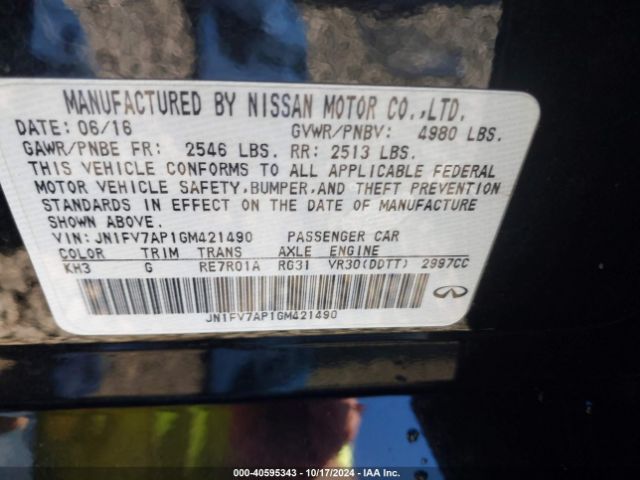 MANUFACTURED BY NISSAN MOTOR CO.,LTD.
DATE: 06/16 GVWR/PNBV: 4980 LBS.
GAWR/PNBE FR: 2546 LBS. RR: 2513 LBS.
THIS VEHICLE CONFORMS TO ALL APPLICABLE FEDERAL
MOTOR VEHICLE SAFETY,BUMPER,AND THEFT PREVENTION
STANDARDS IN EFFECT ON THE DATE OF MANUFACTURE
SHOWN ABOVE.
VIN: JN1FV7AP1GM421490 PASSENGER CAR
COLOR TRIM TRANS AXLE ENGINE
KH3 G RE7R01A RG31 VR30(DDTT) 2997CC
JN1FV7AP1GM421490
INFINITI
000-40595343 - 10/17/2024 - IAA Inc.